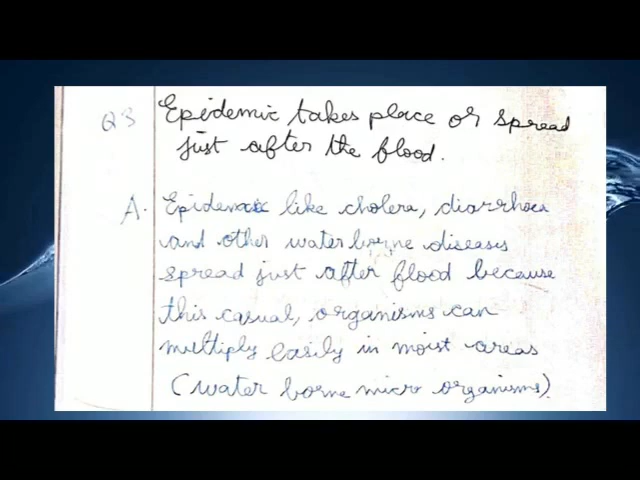 Q3 Epidemic takes place or spread
just after the flood.
A. Epidemic like cholera, diarrhoea
and other water borne diseases
spread just after flood because
this casual, organisms can
multiply easily in moist areas
(water borne micro organisms).